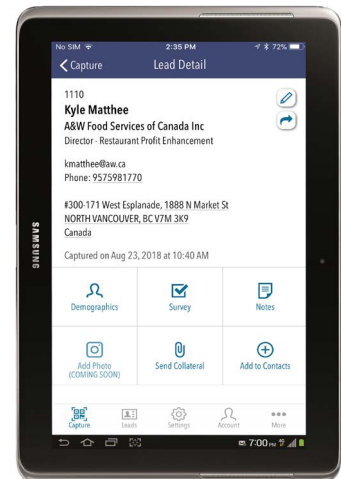 No SIM 2:35 PM 72%
Capture Lead Detail
1110
Kyle Matthee
A&W Food Services of Canada Inc
Director - Restaurant Profit Enhancement
kmatthee@aw.ca
Phone: 9575981770
#300-171 West Esplanade, 1888 N Market St
NORTH VANCOUVER, BC V7M 3K9
Canada
Captured on Aug 23, 2018 at 10:40 AM
Demographics Survey Notes
Add Photo Send Collateral Add to Contacts
(COMING SOON)
Capture Leads Settings Account More
7:00 PM
SAMSUNG